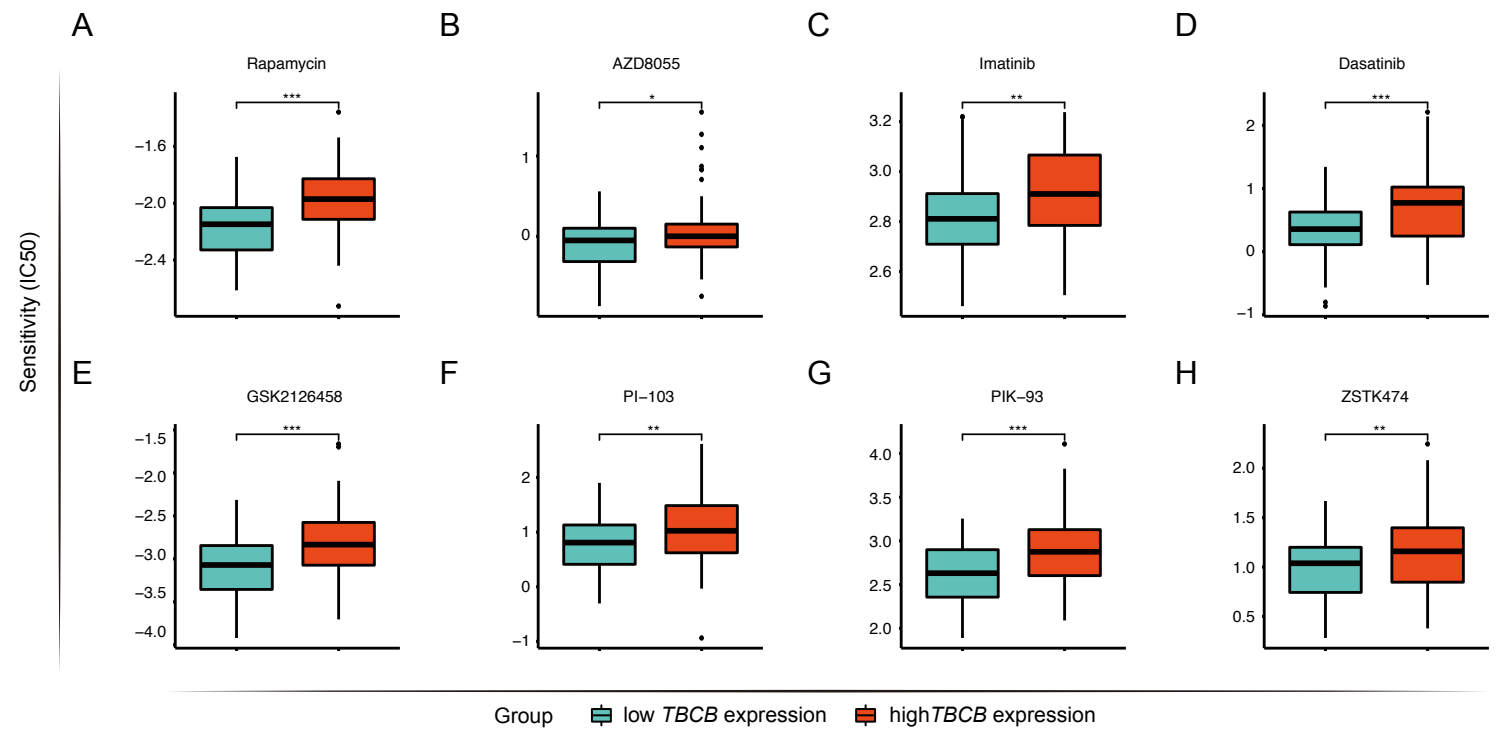 A
B
C
D
Rapamycin
AZD8055
Imatinib
Dasatinib
***
*
**
***
−1.6
−2.0
−2.4
1
0
3.2
3.0
2.8
2.6
2
1
0
−1
Sensitivity (IC50)
E
F
G
H
GSK2126458
PI−103
PIK−93
ZSTK474
***
**
***
**
−1.5
−2.0
−2.5
−3.0
−3.5
−4.0
2
1
0
−1
4.0
3.5
3.0
2.5
2.0
2.0
1.5
1.0
0.5
Group low TBCB expression highTBCB expression